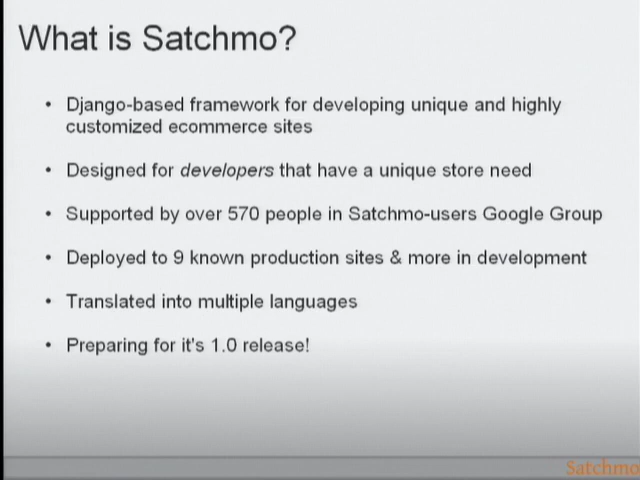 What is Satchmo?
• Django-based framework for developing unique and highly
customized ecommerce sites
• Designed for developers that have a unique store need
• Supported by over 570 people in Satchmo-users Google Group
• Deployed to 9 known production sites & more in development
• Translated into multiple languages
• Preparing for it's 1.0 release!
Satchmo